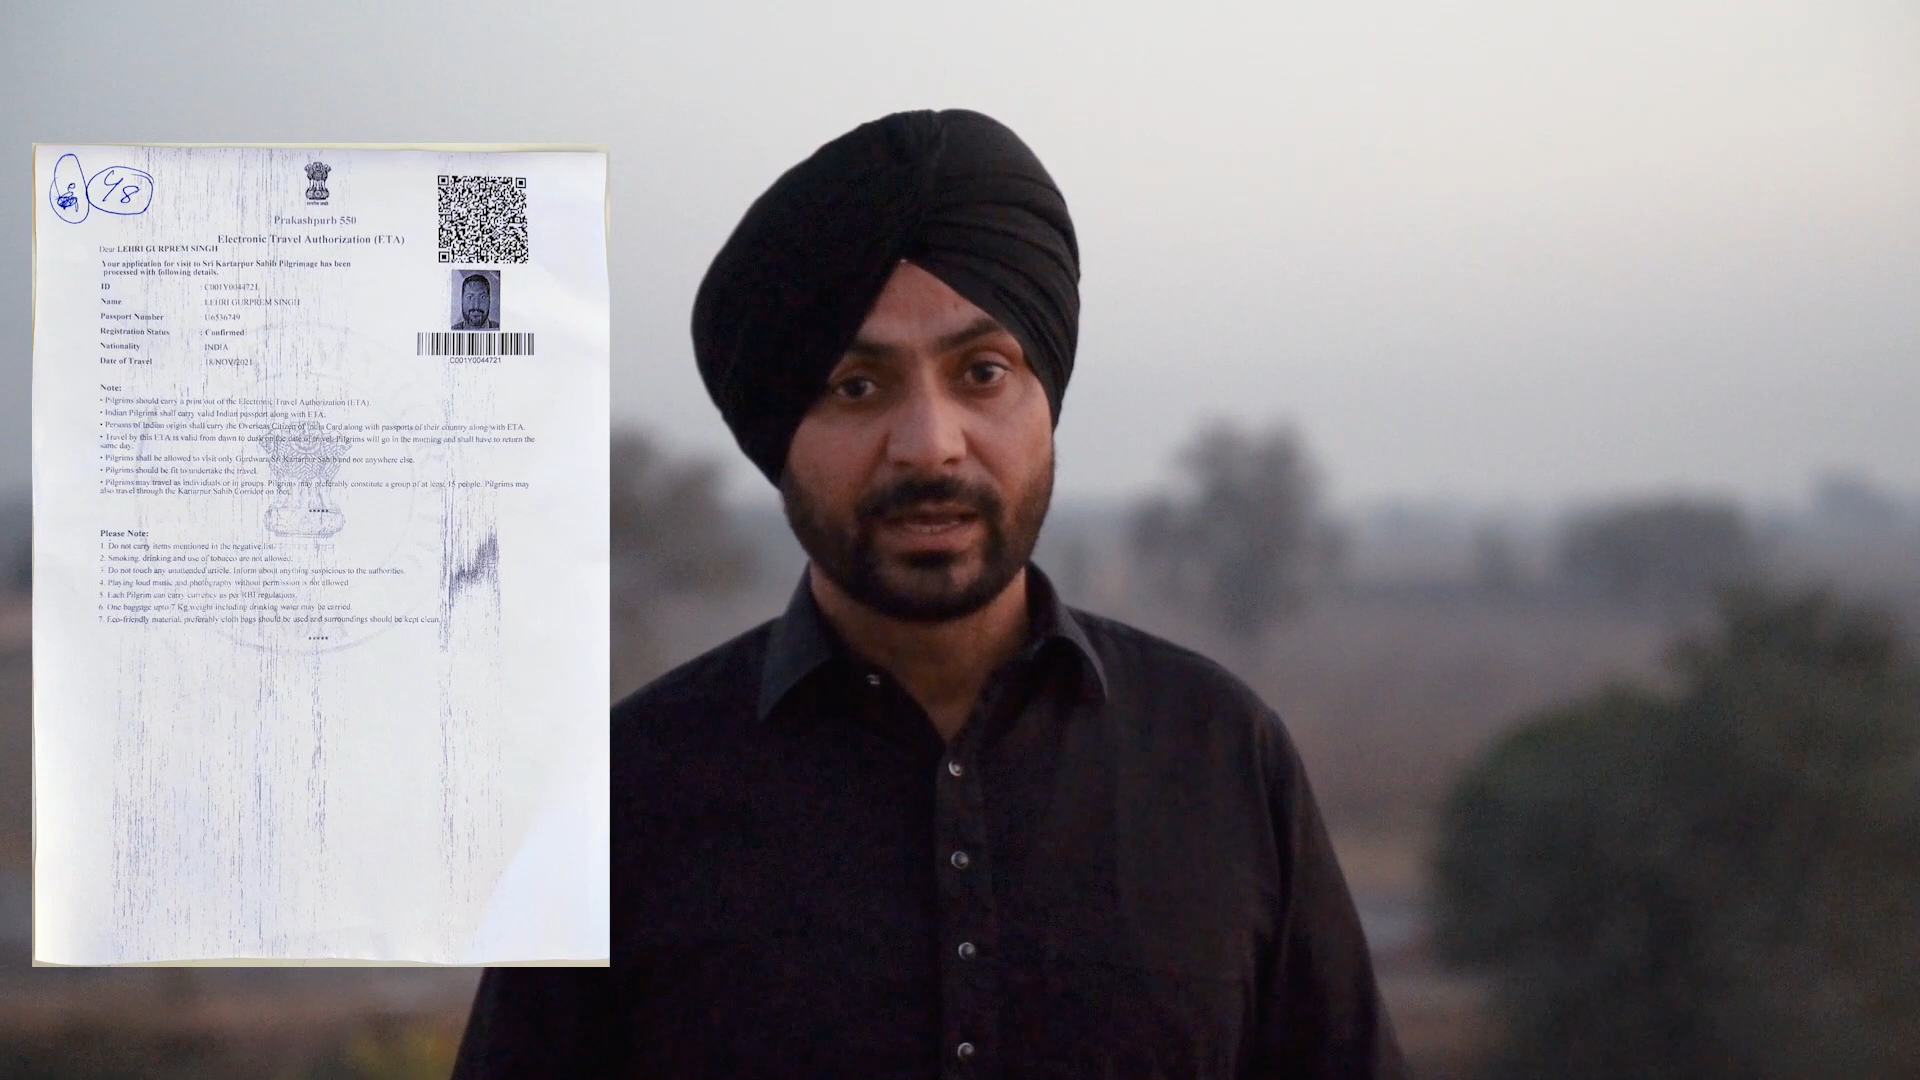 48
Prakashpurb 550
Electronic Travel Authorization (ETA)
Dear LEHRI GURPREM SINGH
Your application for visit to Sri Kartarpur Sahib Pilgrimage has been
processed with following details.
ID : C001Y0044721
Name : LEHRI GURPREM SINGH
Passport Number : U6536749
Registration Status : Confirmed
Nationality : INDIA
Date of Travel : 18/NOV/2021
C001Y0044721
Note:
• Pilgrims should carry a print out of the Electronic Travel Authorization (ETA).
• Indian Pilgrims shall carry valid Indian passport along with ETA.
• Persons of Indian origin shall carry the Overseas Citizen of India Card along with passports of their country along with ETA.
• Travel by this ETA is valid from dawn to dusk on the date of travel. Pilgrims will go in the morning and shall have to return the
same day.
• Pilgrims shall be allowed to visit only Gurdwara Sri Kartarpur Sahib and not anywhere else.
• Pilgrims should be fit to undertake the travel.
• Pilgrims may travel as individuals or in groups. Pilgrims may preferably constitute a group of at least 15 people. Pilgrims may
also travel through the Kartarpur Sahib Corridor on foot.
*****
Please Note:
1. Do not carry items mentioned in the negative list.
2. Smoking, drinking and use of tobacco are not allowed.
3. Do not touch any unattended article. Inform about anything suspicious to the authorities.
4. Playing loud music and photography without permission is not allowed.
5. Each Pilgrim can carry currency as per RBI regulations.
6. One baggage upto 7 Kg weight including drinking water may be carried.
7. Eco-friendly material, preferably cloth bags should be used and surroundings should be kept clean.
*****